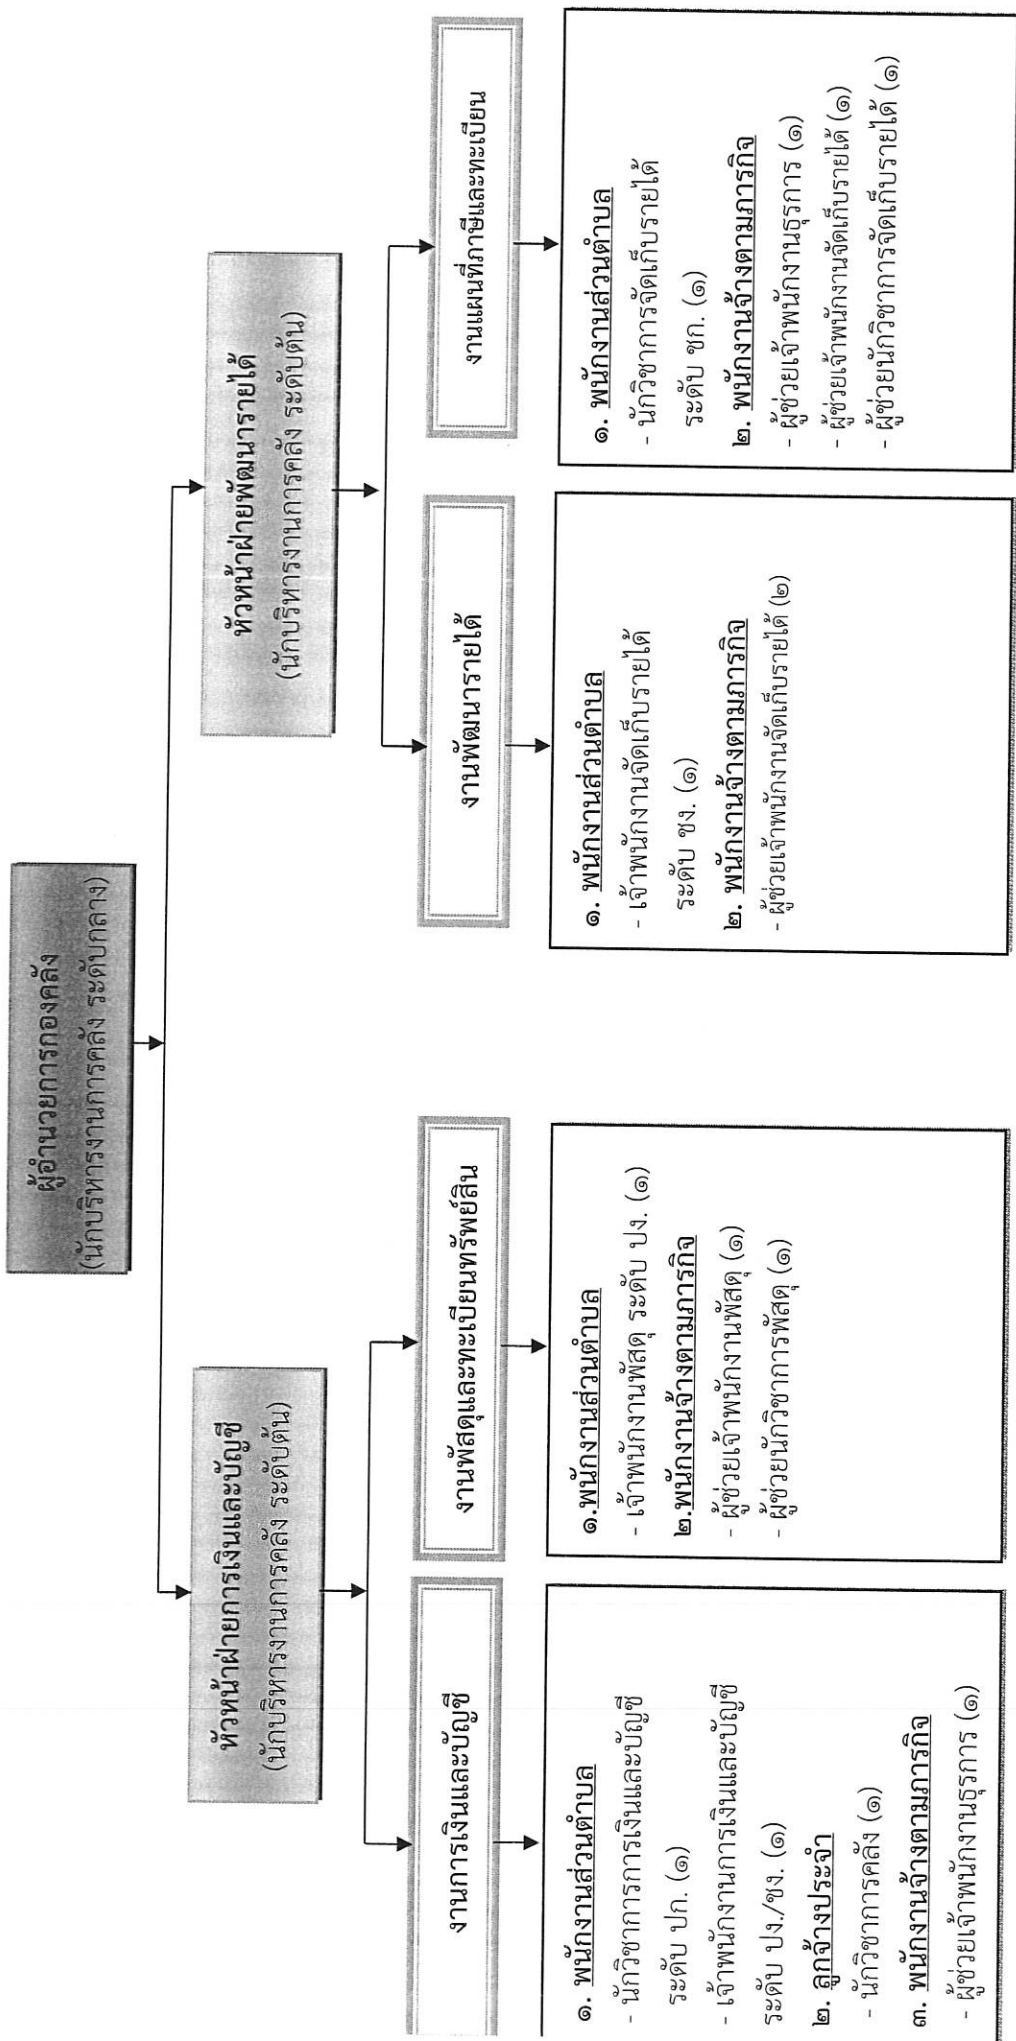 ผู้อำนวยการกองคลัง
(นักบริหารงานการคลัง ระดับกลาง)
หัวหน้าฝ่ายการเงินและบัญชี
(นักบริหารงานการคลัง ระดับต้น)
หัวหน้าฝ่ายพัฒนารายได้
(นักบริหารงานการคลัง ระดับต้น)
งานการเงินและบัญชี
งานพัสดุและทะเบียนทรัพย์สิน
งานพัฒนารายได้
งานแผนที่ภาษีและทะเบียน
๑. พนักงานส่วนตำบล
- นักวิชาการการเงินและบัญชี
ระดับ ปก. (๑)
- เจ้าพนักงานการเงินและบัญชี
ระดับ ปง./ชง. (๑)
๒. ลูกจ้างประจำ
- นักวิชาการคลัง (๑)
๓. พนักงานจ้างตามภารกิจ
- ผู้ช่วยเจ้าพนักงานธุรการ (๑)
๑.พนักงานส่วนตำบล
- เจ้าพนักงานพัสดุ ระดับ ปง. (๑)
๒.พนักงานจ้างตามภารกิจ
- ผู้ช่วยเจ้าพนักงานพัสดุ (๑)
- ผู้ช่วยนักวิชาการพัสดุ (๑)
๑. พนักงานส่วนตำบล
- เจ้าพนักงานจัดเก็บรายได้
ระดับ ชง. (๑)
๒. พนักงานจ้างตามภารกิจ
- ผู้ช่วยเจ้าพนักงานจัดเก็บรายได้ (๒)
๑. พนักงานส่วนตำบล
- นักวิชาการจัดเก็บรายได้
ระดับ ชก. (๑)
๒. พนักงานจ้างตามภารกิจ
- ผู้ช่วยเจ้าพนักงานธุรการ (๑)
- ผู้ช่วยเจ้าพนักงานจัดเก็บรายได้ (๑)
- ผู้ช่วยนักวิชาการจัดเก็บรายได้ (๑)